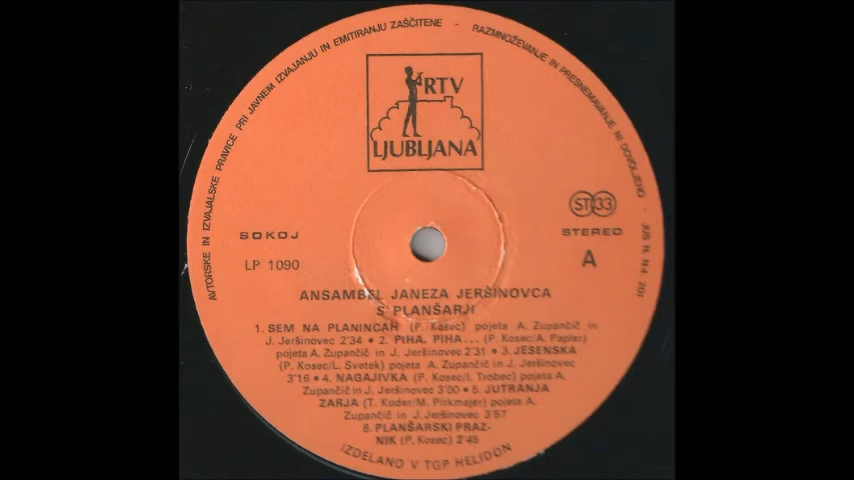 AVTORSKE IN IZVAJALSKE PRAVICE PRI JAVNEM IZVAJANJU IN EMITIRANJU ZAŠČITENE - RAZMNOŽEVANJE IN PRESNEMAVANJE NI DOVOLJENO - JUS N. N4. 201
RTV
LJUBLJANA
SOKOJ
LP 1090
ST 33
STEREO
A
ANSAMBEL JANEZA JERŠINOVCA
S PLANŠARJI
1. SEM NA PLANINCAH (P. Kosec) pojeta A. Zupančič in
J. Jeršinovec 2'34 • 2. PIHA, PIHA... (P. Kosec/A. Papler)
pojeta A. Zupančič in J. Jeršinovec 2'31 • 3. JESENSKA
(P. Kosec/L. Svetek) pojeta A. Zupančič in J. Jeršinovec
3'16 • 4. NAGAJIVKA (P. Kosec/I. Trobec) pojeta A.
Zupančič in J. Jeršinovec 3'00 • 5. JUTRANJA
ZARJA (T. Kuder/M. Pirkmajer) pojeta A.
Zupančič in J. Jeršinovec 3'57
6. PLANŠARSKI PRAZ-
NIK (P. Kosec) 2'45
IZDELANO V TGP HELIDON